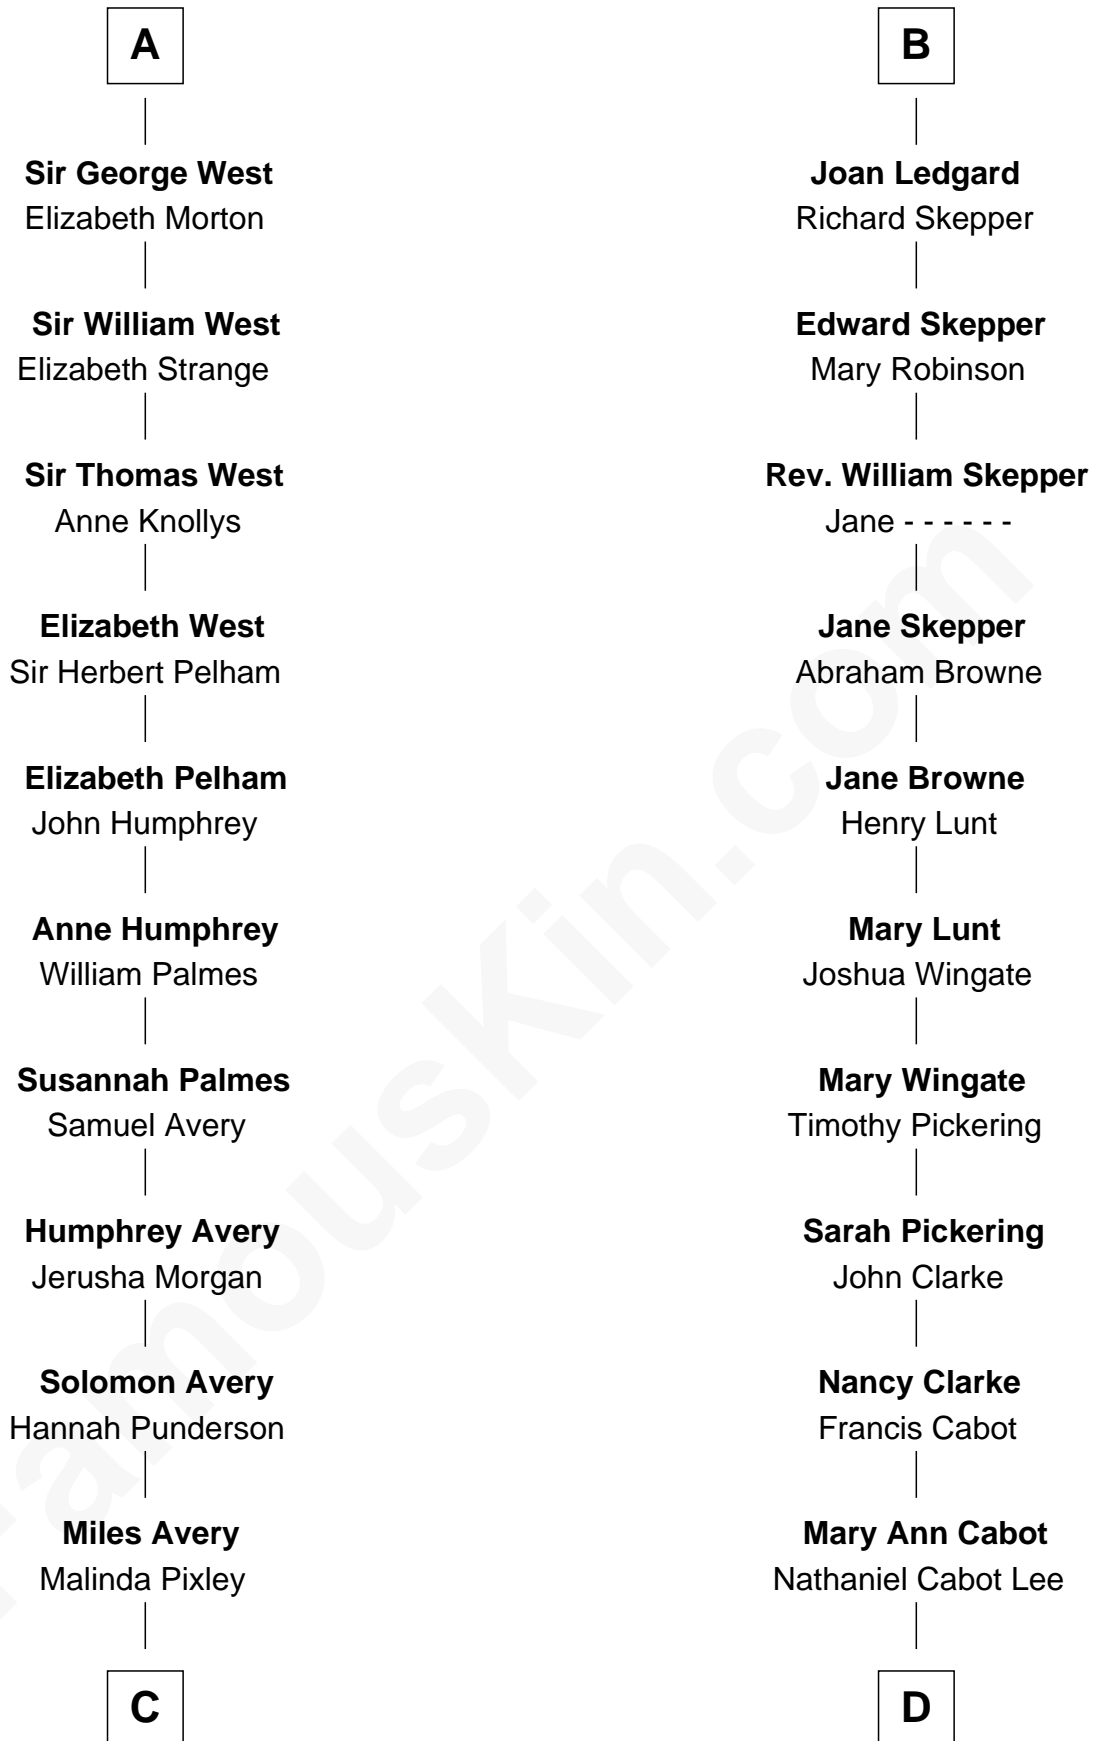 A
Sir George West
Elizabeth Morton
Sir William West
Elizabeth Strange
Sir Thomas West
Anne Knollys
Elizabeth West
Sir Herbert Pelham
Elizabeth Pelham
John Humphrey
Anne Humphrey
William Palmes
Susannah Palmes
Samuel Avery
Humphrey Avery
Jerusha Morgan
Solomon Avery
Hannah Punderson
Miles Avery
Malinda Pixley
C
B
Joan Ledgard
Richard Skepper
Edward Skepper
Mary Robinson
Rev. William Skepper
Jane - - - - - -
Jane Skepper
Abraham Browne
Jane Browne
Henry Lunt
Mary Lunt
Joshua Wingate
Mary Wingate
Timothy Pickering
Sarah Pickering
John Clarke
Nancy Clarke
Francis Cabot
Mary Ann Cabot
Nathaniel Cabot Lee
D
FamousKin.com